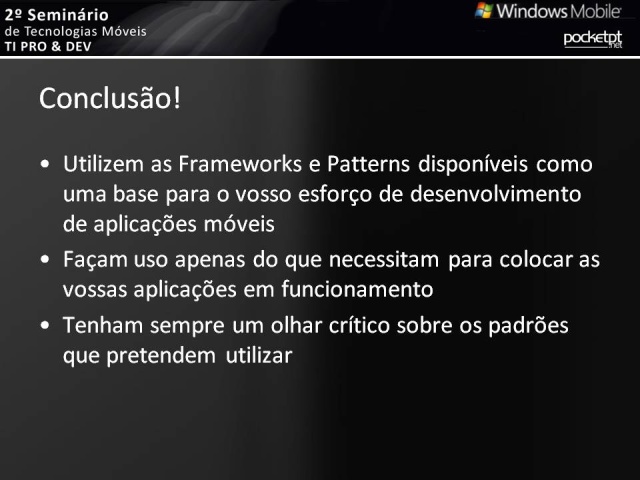 2º Seminário
de Tecnologias Móveis
TI PRO & DEV
Windows Mobile
pocketpt
.net
Conclusão!
• Utilizem as Frameworks e Patterns disponíveis como
uma base para o vosso esforço de desenvolvimento
de aplicações móveis
• Façam uso apenas do que necessitam para colocar as
vossas aplicações em funcionamento
• Tenham sempre um olhar crítico sobre os padrões
que pretendem utilizar